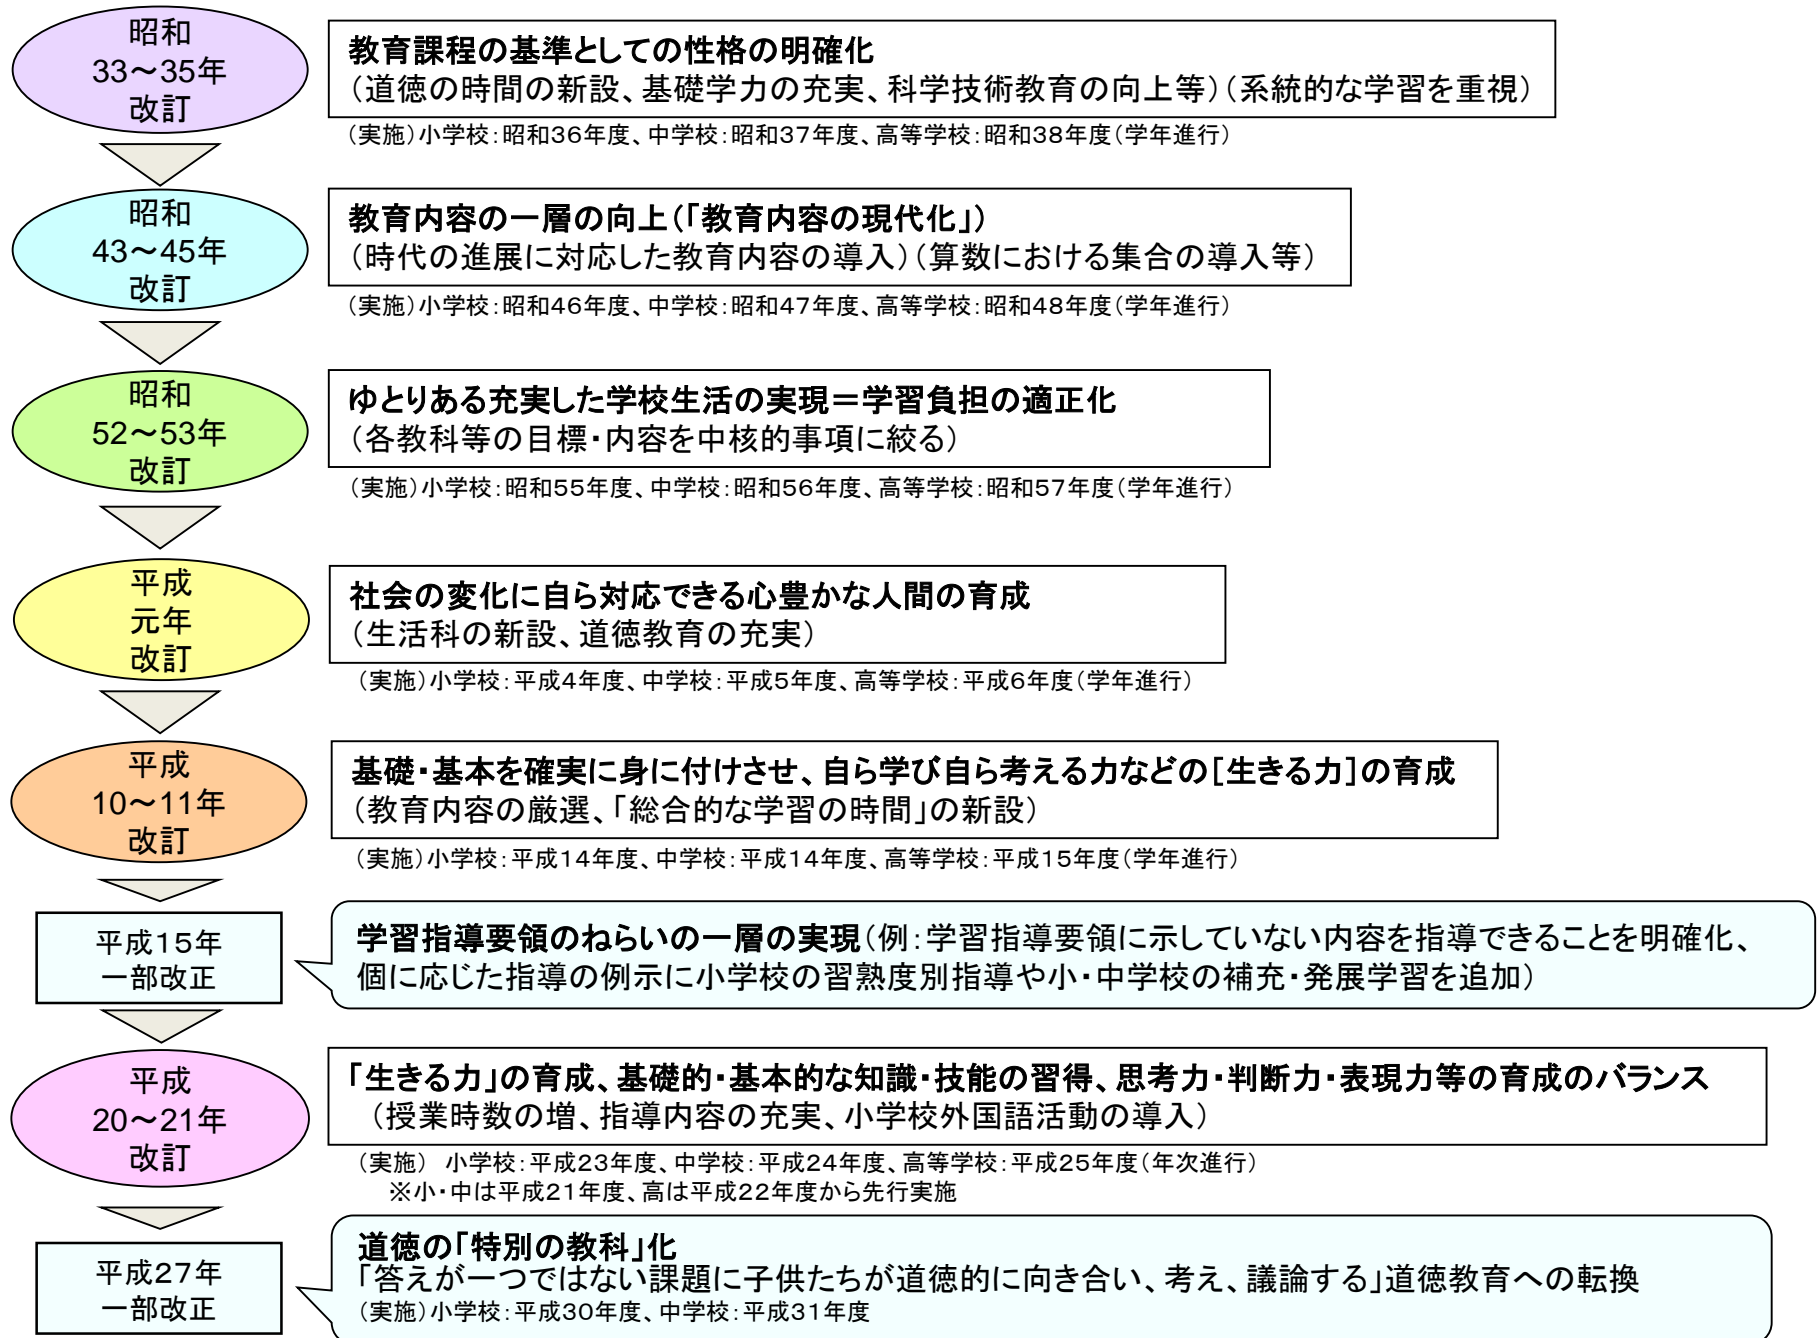 昭和
33～35年
改訂
教育課程の基準としての性格の明確化
（道徳の時間の新設、基礎学力の充実、科学技術教育の向上等）（系統的な学習を重視）
（実施）小学校：昭和36年度、中学校：昭和37年度、高等学校：昭和38年度（学年進行）
昭和
43～45年
改訂
教育内容の一層の向上（「教育内容の現代化」）
（時代の進展に対応した教育内容の導入）（算数における集合の導入等）
（実施）小学校：昭和46年度、中学校：昭和47年度、高等学校：昭和48年度（学年進行）
昭和
52～53年
改訂
ゆとりある充実した学校生活の実現＝学習負担の適正化
（各教科等の目標・内容を中核的事項に絞る）
（実施）小学校：昭和55年度、中学校：昭和56年度、高等学校：昭和57年度（学年進行）
平成
元年
改訂
社会の変化に自ら対応できる心豊かな人間の育成
（生活科の新設、道徳教育の充実）
（実施）小学校：平成4年度、中学校：平成5年度、高等学校：平成6年度（学年進行）
平成
10～11年
改訂
基礎・基本を確実に身に付けさせ、自ら学び自ら考える力などの［生きる力］の育成
（教育内容の厳選、「総合的な学習の時間」の新設）
（実施）小学校：平成14年度、中学校：平成14年度、高等学校：平成15年度（学年進行）
平成15年
一部改正
学習指導要領のねらいの一層の実現（例：学習指導要領に示していない内容を指導できることを明確化、
個に応じた指導の例示に小学校の習熟度別指導や小・中学校の補充・発展学習を追加）
平成
20～21年
改訂
「生きる力」の育成、基礎的・基本的な知識・技能の習得、思考力・判断力・表現力等の育成のバランス
（授業時数の増、指導内容の充実、小学校外国語活動の導入）
（実施） 小学校：平成23年度、中学校：平成24年度、高等学校：平成25年度（年次進行）
※小・中は平成21年度、高は平成22年度から先行実施
平成27年
一部改正
道徳の「特別の教科」化
「答えが一つではない課題に子供たちが道徳的に向き合い、考え、議論する」道徳教育への転換
（実施）小学校：平成30年度、中学校：平成31年度